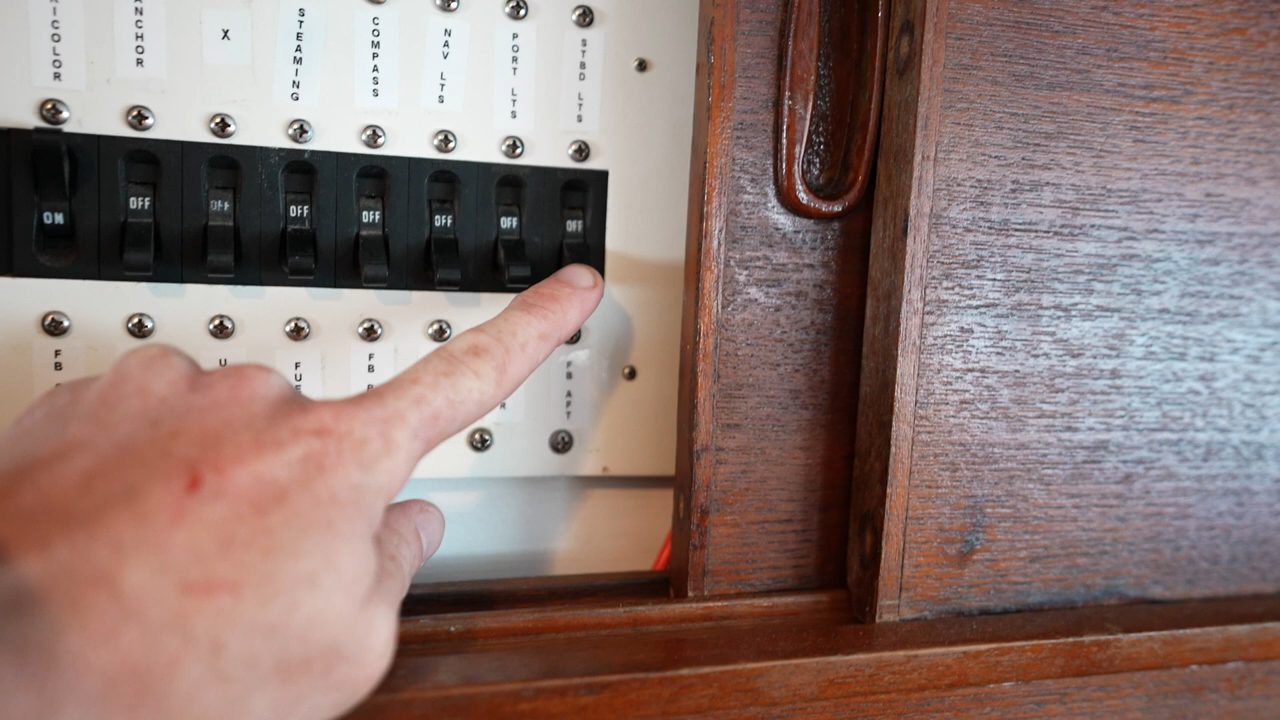 ANCHOR
X
STEAMING
COMPASS
NAV LTS
PORT LTS
STBD LTS
ON
OFF
OFF
OFF
OFF
OFF
OFF
OFF
FB
FB
FB AFT